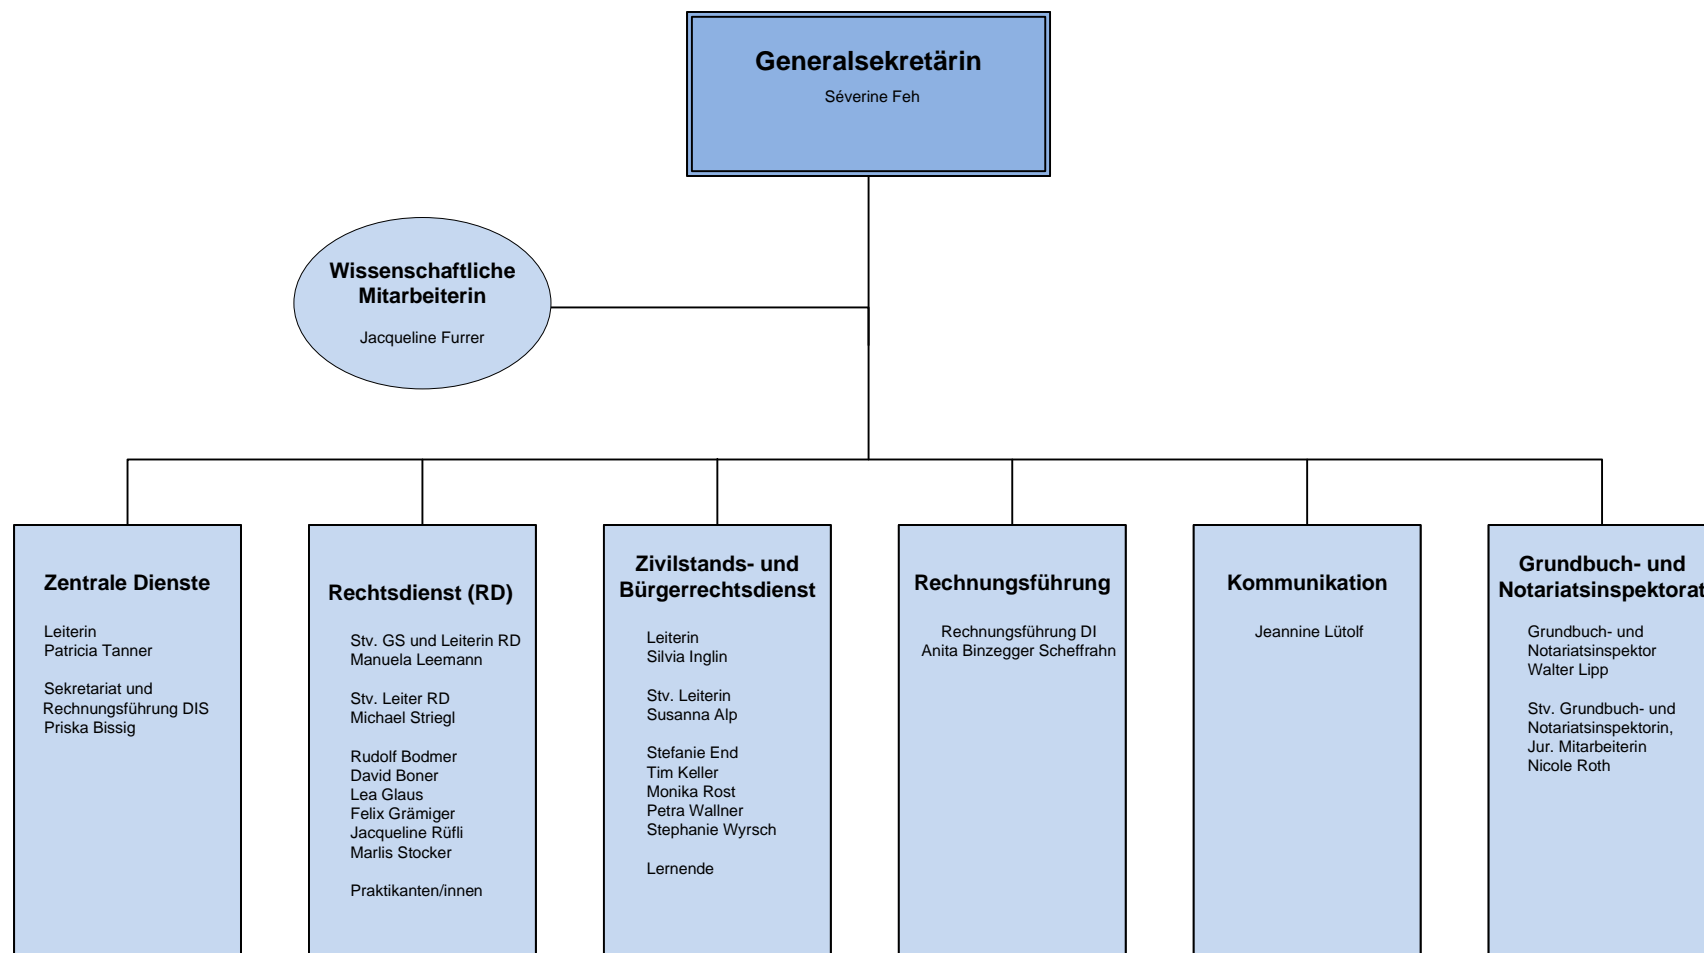 Generalsekretärin
Séverine Feh
Wissenschaftliche
Mitarbeiterin
Jacqueline Furrer
Zentrale Dienste
Leiterin
Patricia Tanner
Sekretariat und
Rechnungsführung DIS
Priska Bissig
Rechtsdienst (RD)
Stv. GS und Leiterin RD
Manuela Leemann
Stv. Leiter RD
Michael Striegl
Rudolf Bodmer
David Boner
Lea Glaus
Felix Grämiger
Jacqueline Rüfli
Marlis Stocker
Praktikanten/innen
Zivilstands- und
Bürgerrechtsdienst
Leiterin
Silvia Inglin
Stv. Leiterin
Susanna Alp
Stefanie End
Tim Keller
Monika Rost
Petra Wallner
Stephanie Wyrsch
Lernende
Rechnungsführung
Rechnungsführung DI
Anita Binzegger Scheffrahn
Kommunikation
Jeannine Lütolf
Grundbuch- und
Notariatsinspektorat
Grundbuch- und
Notariatsinspektor
Walter Lipp
Stv. Grundbuch- und
Notariatsinspektorin,
Jur. Mitarbeiterin
Nicole Roth